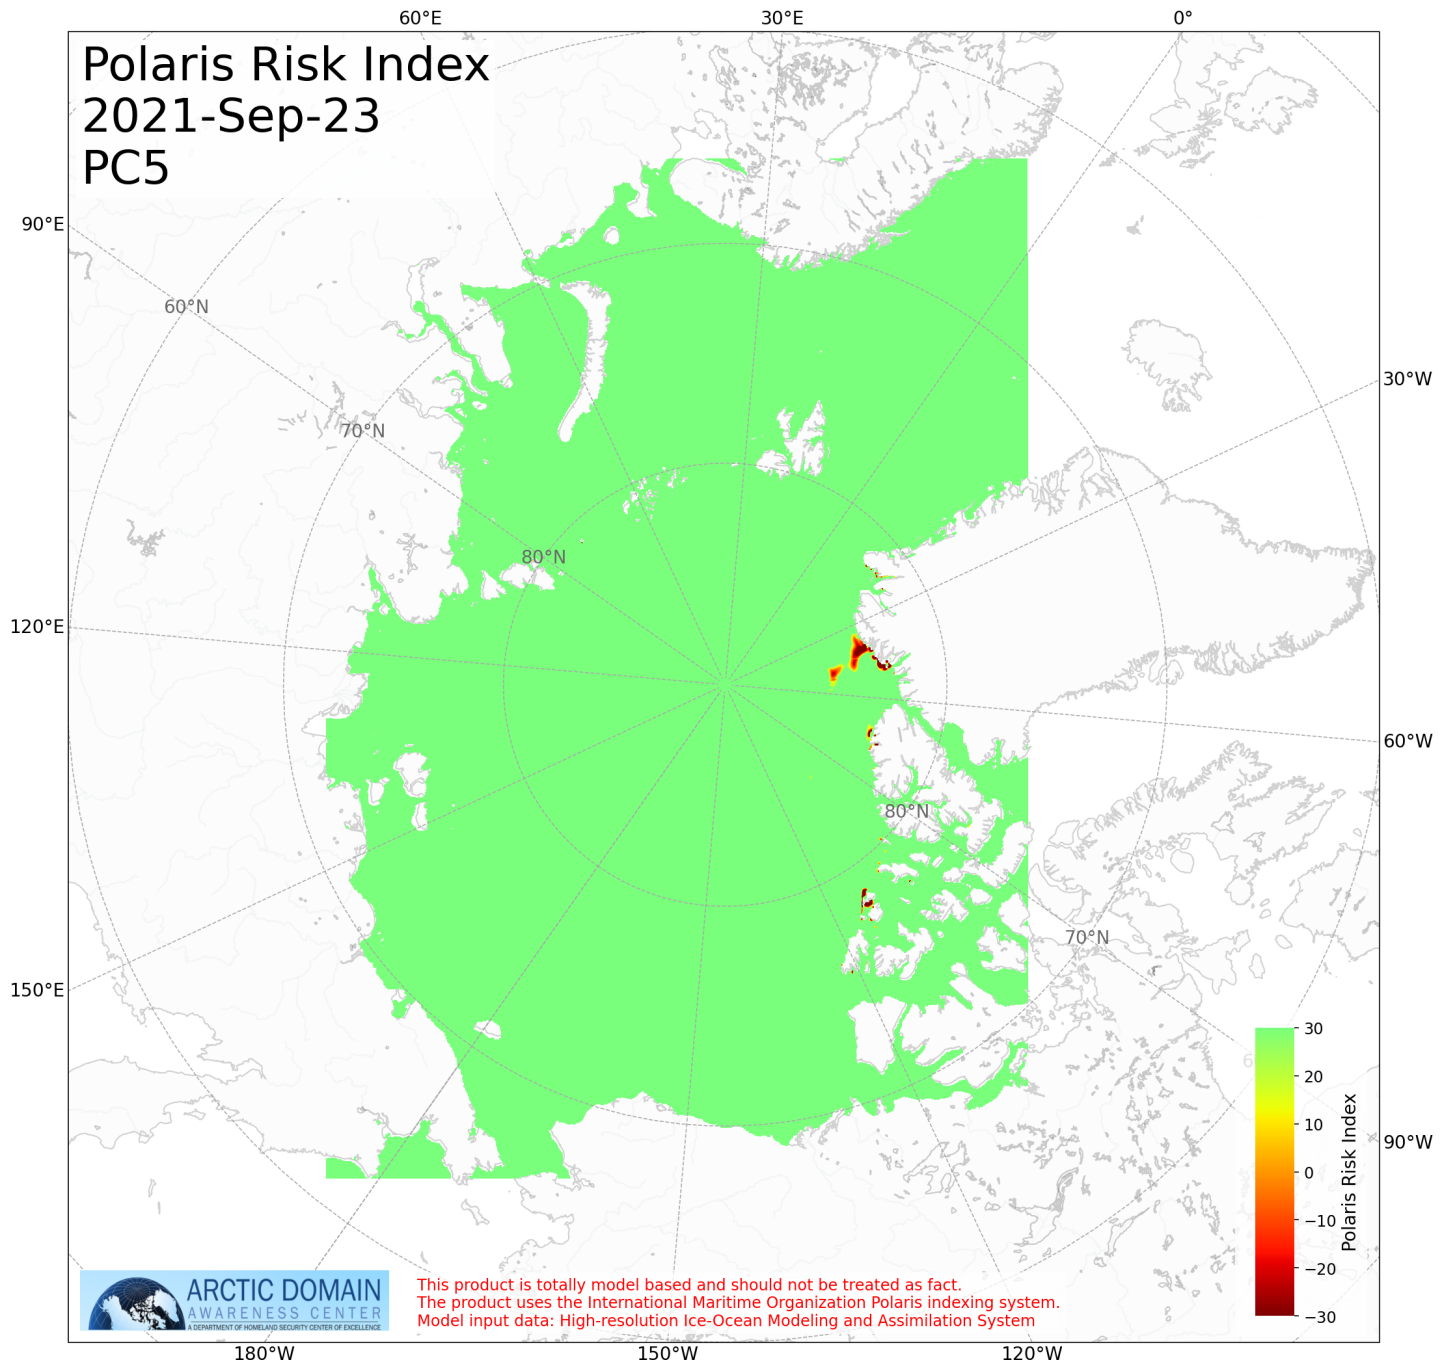 60°E 30°E 0°
Polaris Risk Index
2021-Sep-23
PC5
90°E
60°N
30°W
70°N
80°N
120°E
60°W
80°N
70°N
150°E
30
20
10
0
−10
−20
−30
Polaris Risk Index
90°W
ARCTIC DOMAIN
AWARENESS CENTER
A DEPARTMENT OF HOMELAND SECURITY CENTER OF EXCELLENCE
This product is totally model based and should not be treated as fact.
The product uses the International Maritime Organization Polaris indexing system.
Model input data: High-resolution Ice-Ocean Modeling and Assimilation System
180°W 150°W 120°W